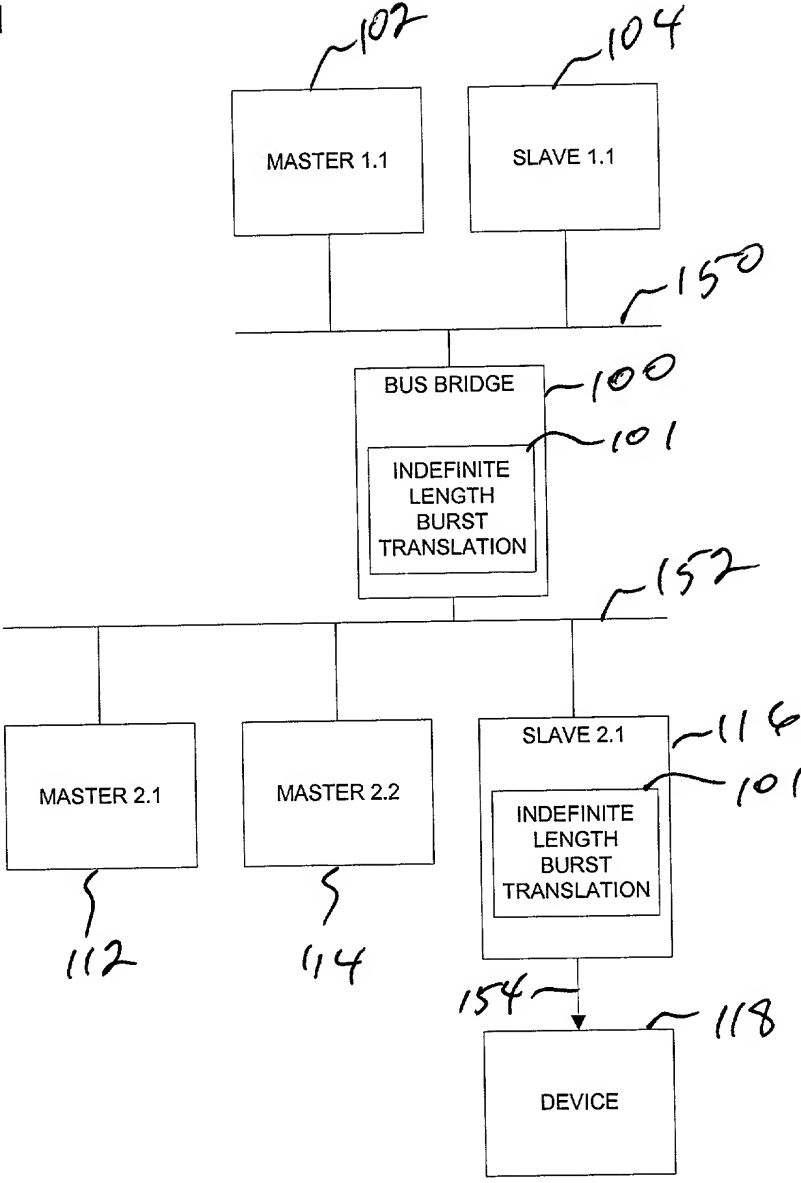 102
104
MASTER 1.1
SLAVE 1.1
150
BUS BRIDGE
100
101
INDEFINITE
LENGTH
BURST
TRANSLATION
152
SLAVE 2.1
116
101
MASTER 2.1
MASTER 2.2
INDEFINITE
LENGTH
BURST
TRANSLATION
112
114
154
118
DEVICE